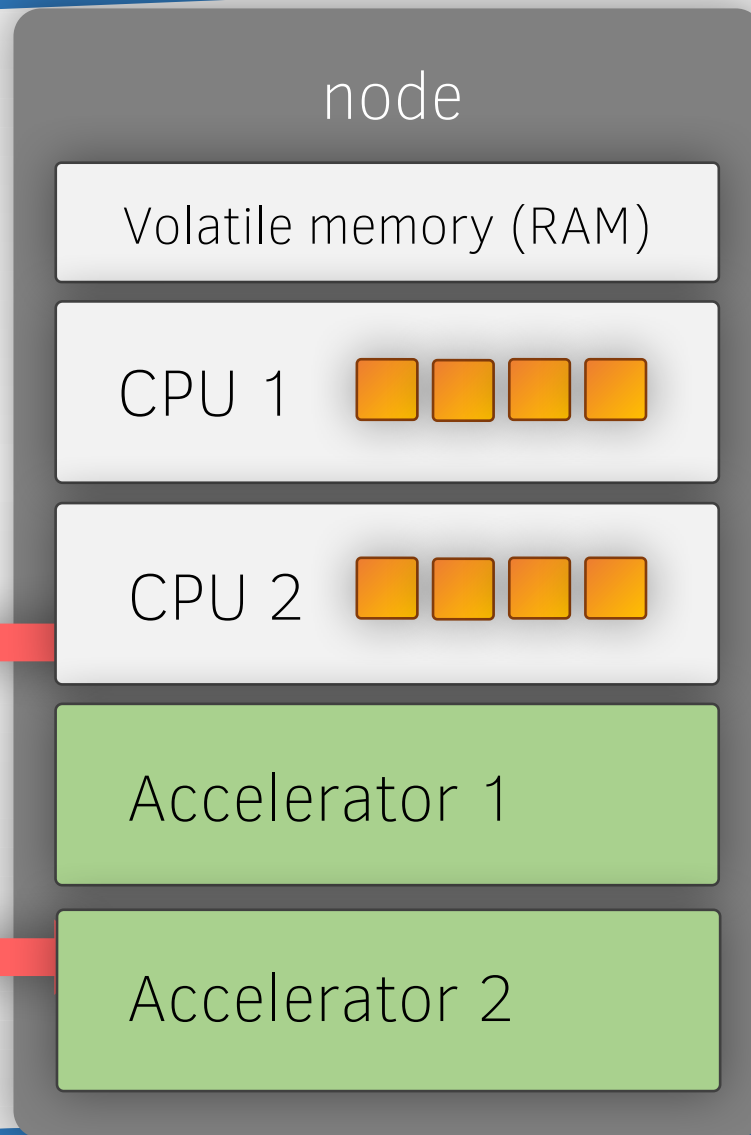 node
Volatile memory (RAM)
CPU 1
CPU 2
Accelerator 1
Accelerator 2